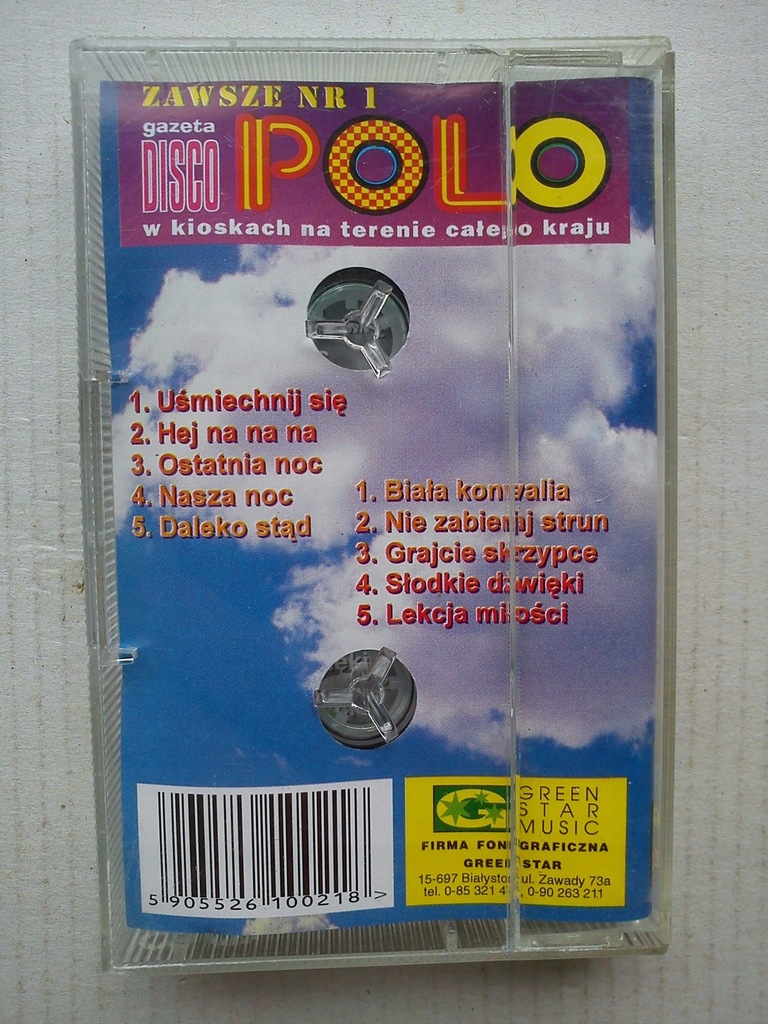 ZAWSZE NR 1
gazeta
DISCO POLO
w kioskach na terenie całego kraju
1. Uśmiechnij się
2. Hej na na na
3. Ostatnia noc
4. Nasza noc
5. Daleko stąd
1. Biała konwalia
2. Nie zabieraj strun
3. Grajcie skrzypce
4. Słodkie dźwięki
5. Lekcja miłości
5 905526 100218 >
G
GREEN
STAR
MUSIC
FIRMA FONOGRAFICZNA
GREEN STAR
15-697 Białystok ul. Zawady 73a
tel. 0-85 321 0-90 263 211